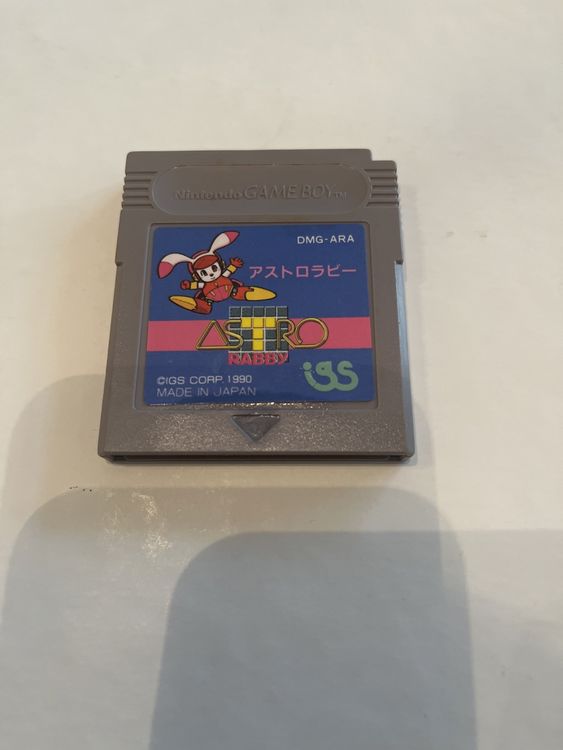 Nintendo GAME BOY TM
DMG-ARA
アストロラビー
ASTRO
RABBY
igs
©IGS CORP. 1990
MADE IN JAPAN